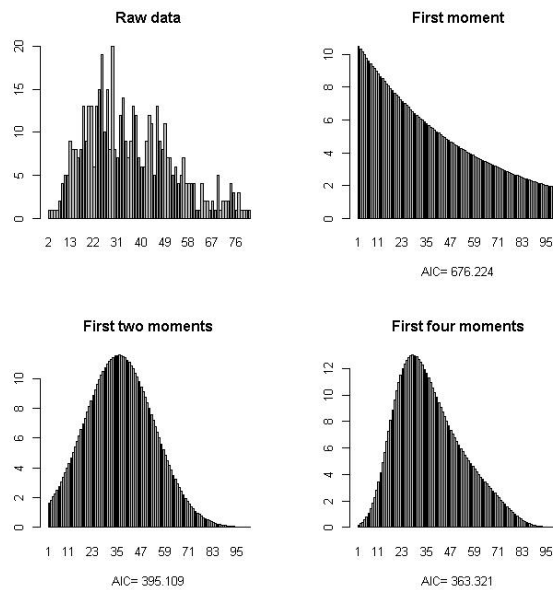 Raw data
20
15
10
5
0
2 13 22 31 40 49 58 67 76
First moment
10
8
6
4
2
0
1 11 23 35 47 59 71 83 95
AIC= 676.224
First two moments
10
8
6
4
2
0
1 11 23 35 47 59 71 83 95
AIC= 395.109
First four moments
12
10
8
6
4
2
0
1 11 23 35 47 59 71 83 95
AIC= 363.321